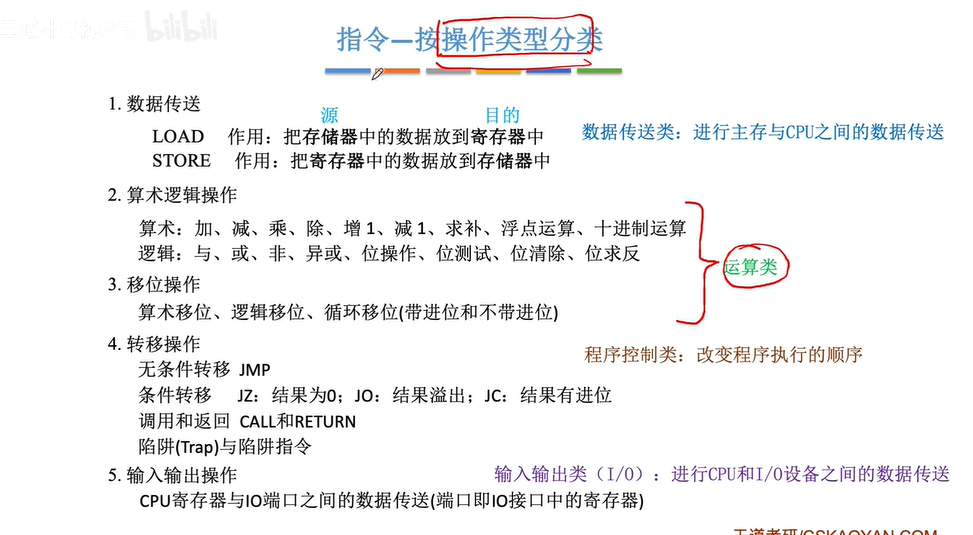 bilibili
指令—按操作类型分类
1. 数据传送
源 目的
LOAD 作用：把存储器中的数据放到寄存器中
数据传送类：进行主存与CPU之间的数据传送
STORE 作用：把寄存器中的数据放到存储器中
2. 算术逻辑操作
算术：加、减、乘、除、增 1、减 1、求补、浮点运算、十进制运算
逻辑：与、或、非、异或、位操作、位测试、位清除、位求反
运算类
3. 移位操作
算术移位、逻辑移位、循环移位(带进位和不带进位)
4. 转移操作
程序控制类：改变程序执行的顺序
无条件转移 JMP
条件转移 JZ：结果为0；JO：结果溢出；JC：结果有进位
调用和返回 CALL和RETURN
陷阱(Trap)与陷阱指令
5. 输入输出操作
输入输出类（I/O）：进行CPU和I/O设备之间的数据传送
CPU寄存器与IO端口之间的数据传送(端口即IO接口中的寄存器)
王道考研/CSKAOYAN.COM